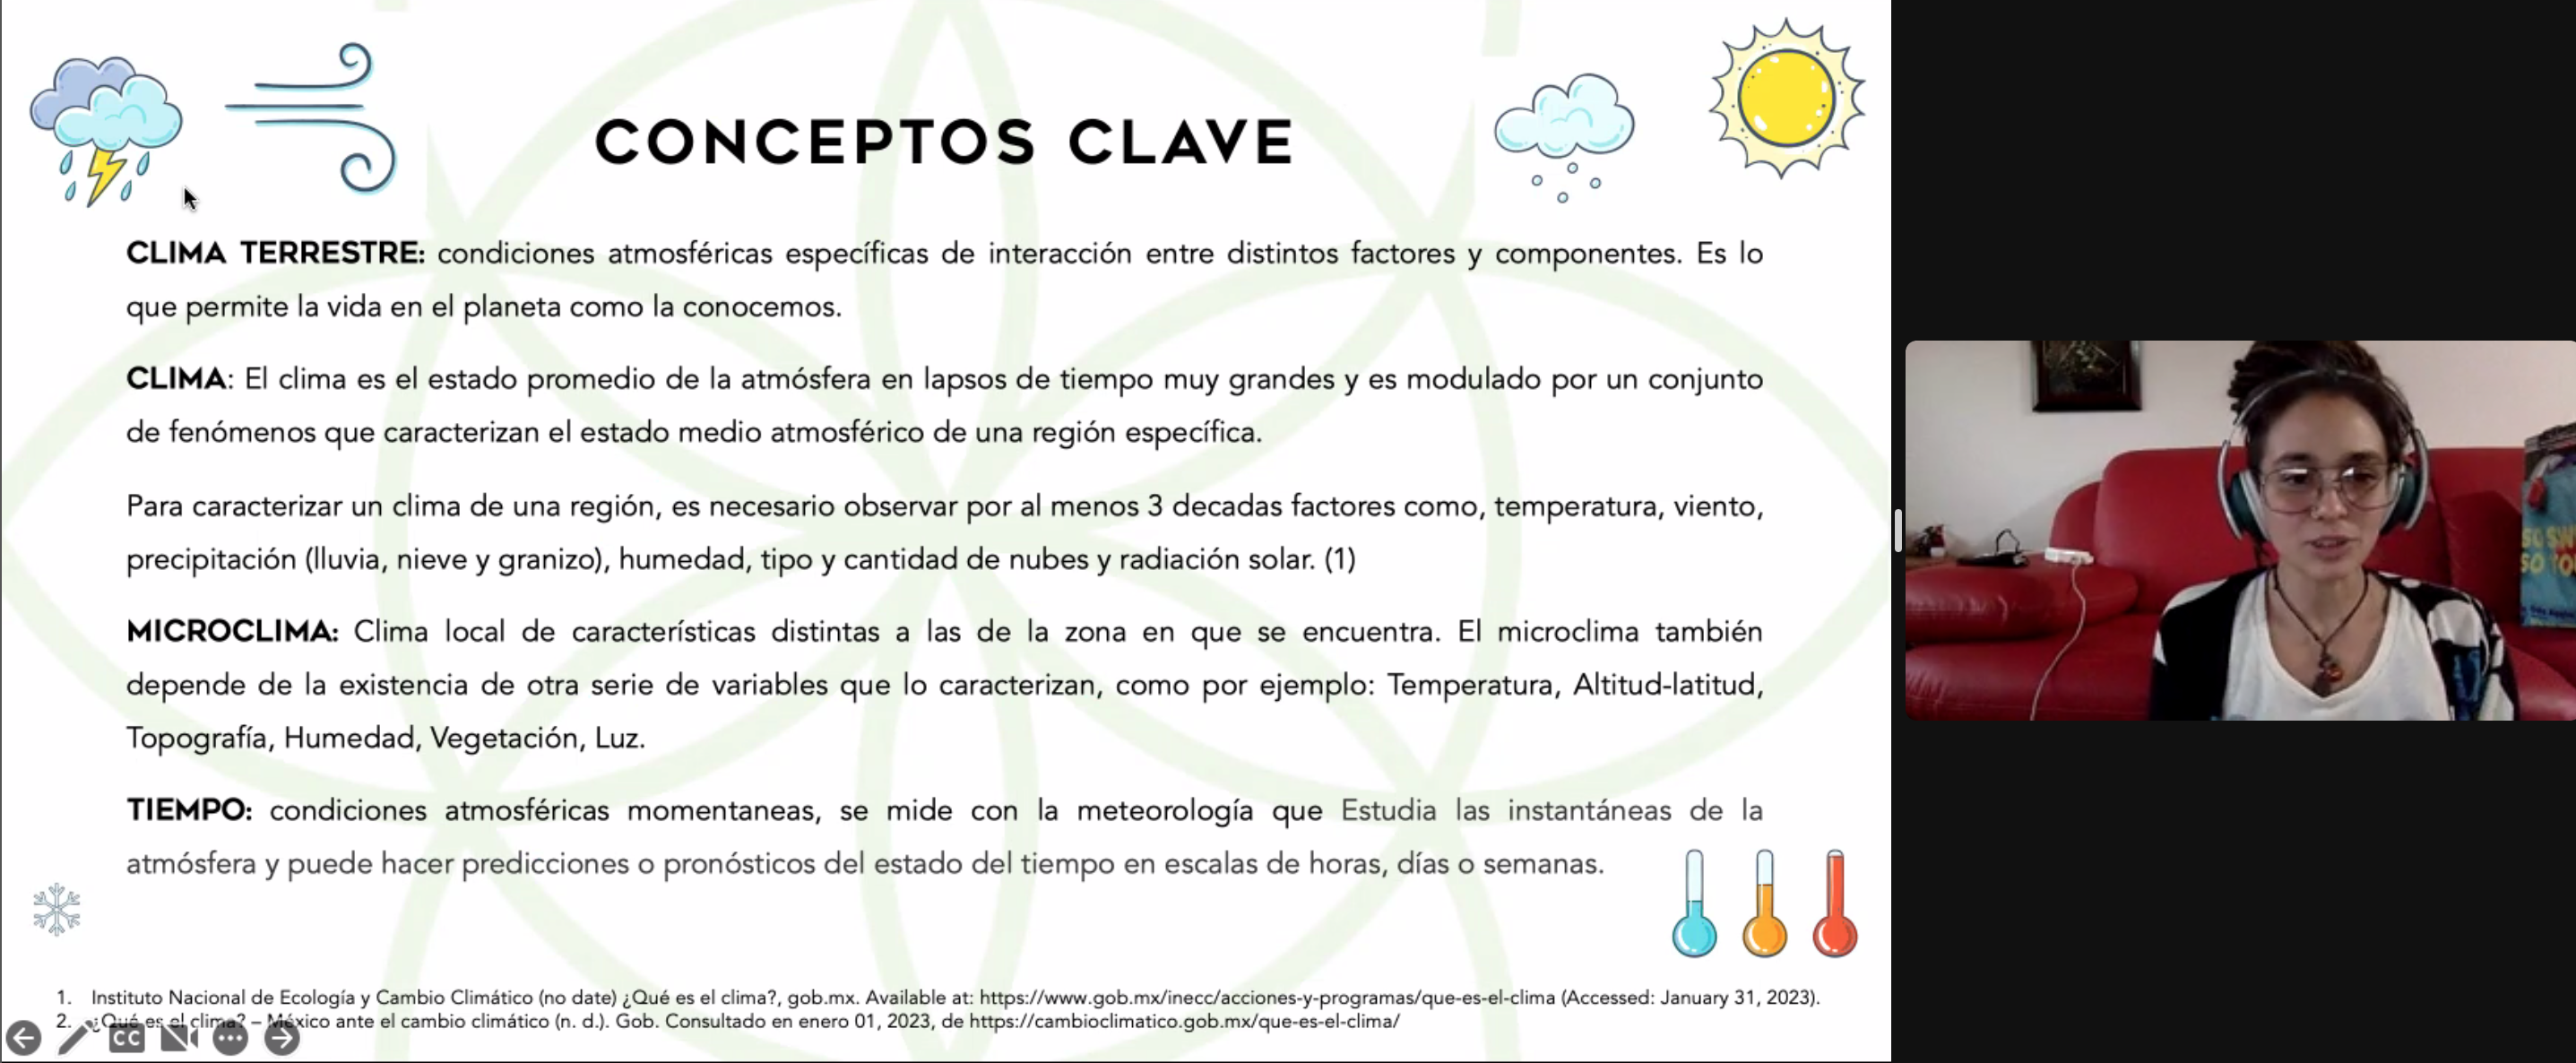 CONCEPTOS CLAVE
CLIMA TERRESTRE: condiciones atmosféricas específicas de interacción entre distintos factores y componentes. Es lo
que permite la vida en el planeta como la conocemos.
CLIMA: El clima es el estado promedio de la atmósfera en lapsos de tiempo muy grandes y es modulado por un conjunto
de fenómenos que caracterizan el estado medio atmosférico de una región específica.
Para caracterizar un clima de una región, es necesario observar por al menos 3 decadas factores como, temperatura, viento,
precipitación (lluvia, nieve y granizo), humedad, tipo y cantidad de nubes y radiación solar. (1)
MICROCLIMA: Clima local de características distintas a las de la zona en que se encuentra. El microclima también
depende de la existencia de otra serie de variables que lo caracterizan, como por ejemplo: Temperatura, Altitud-latitud,
Topografía, Humedad, Vegetación, Luz.
TIEMPO: condiciones atmosféricas momentaneas, se mide con la meteorología que Estudia las instantáneas de la
atmósfera y puede hacer predicciones o pronósticos del estado del tiempo en escalas de horas, días o semanas.
1. Instituto Nacional de Ecología y Cambio Climático (no date) ¿Qué es el clima?, gob.mx. Available at: https://www.gob.mx/inecc/acciones-y-programas/que-es-el-clima (Accessed: January 31, 2023).
2. ¿Qué es el clima? – México ante el cambio climático (n. d.). Gob. Consultado en enero 01, 2023, de https://cambioclimatico.gob.mx/que-es-el-clima/
CC
SO
SO